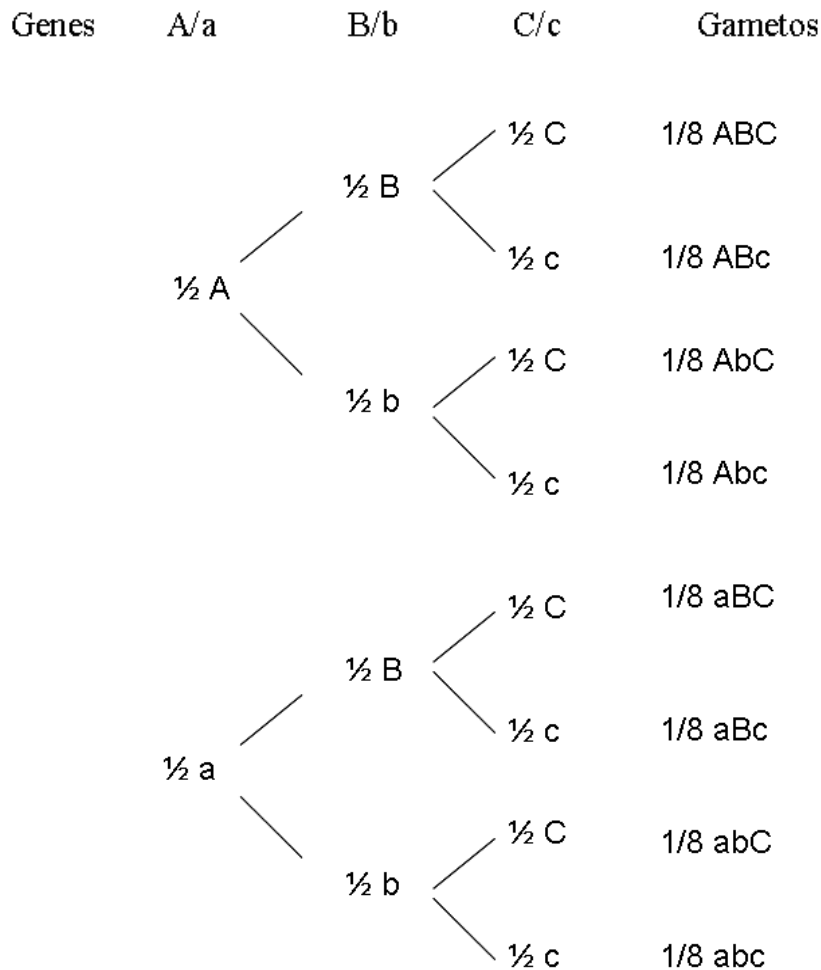 Genes A/a B/b C/c Gametos
½ C 1/8 ABC
½ B
½ c 1/8 ABc
½ A
½ C 1/8 AbC
½ b
½ c 1/8 Abc
½ C 1/8 aBC
½ B
½ c 1/8 aBc
½ a
½ C 1/8 abC
½ b
½ c 1/8 abc